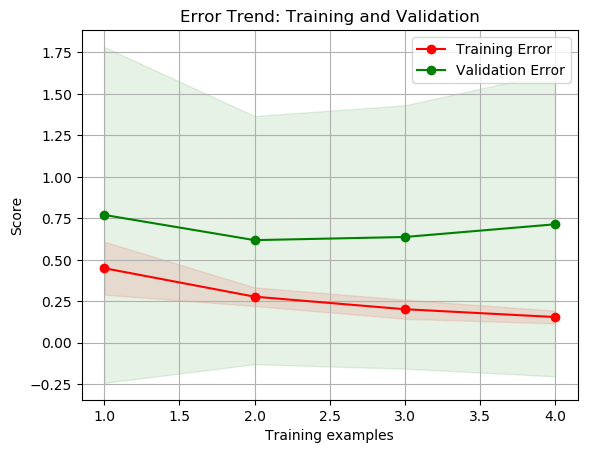 Error Trend: Training and Validation
Training Error
Validation Error
1.75
1.50
1.25
1.00
0.75
0.50
0.25
0.00
−0.25
Score
1.0 1.5 2.0 2.5 3.0 3.5 4.0
Training examples